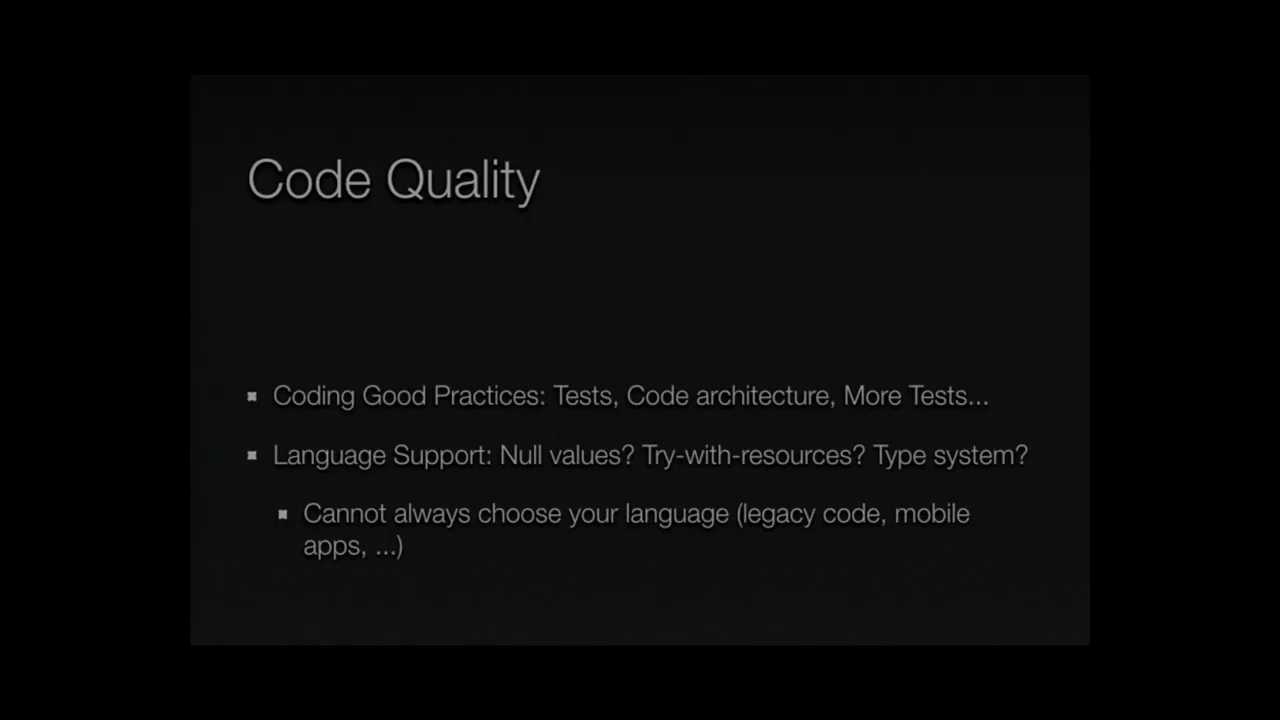 Code Quality
Coding Good Practices: Tests, Code architecture, More Tests...
Language Support: Null values? Try-with-resources? Type system?
Cannot always choose your language (legacy code, mobile
apps, ...)